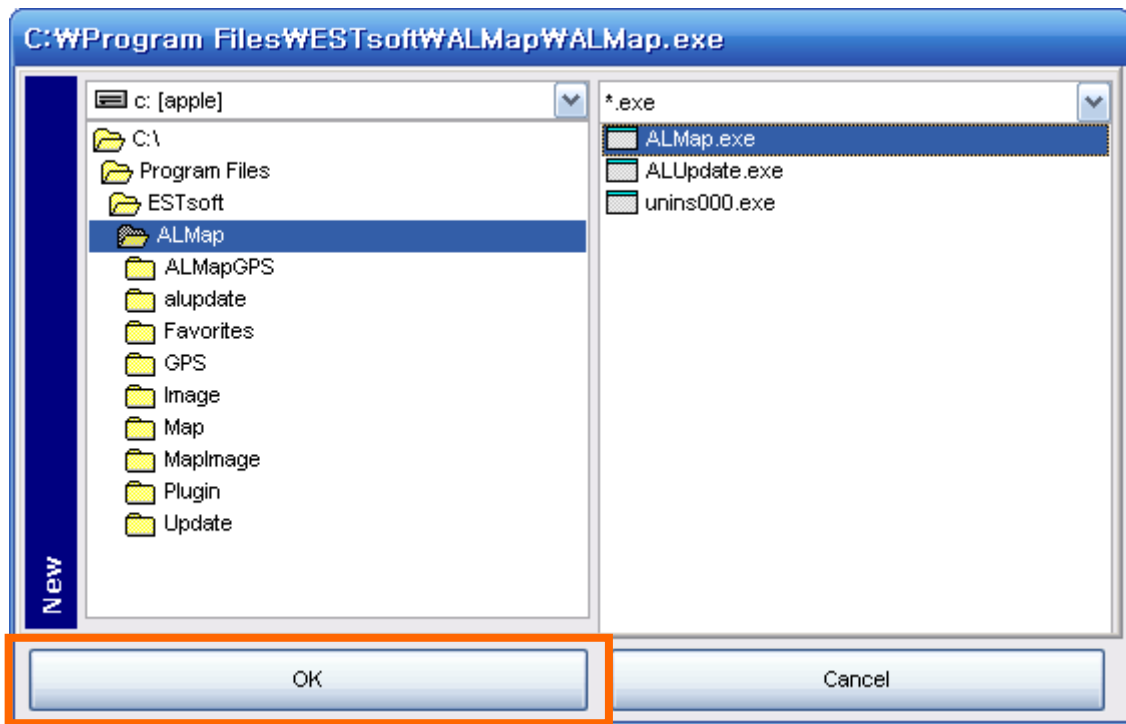 C:₩Program Files₩ESTsoft₩ALMap₩ALMap.exe
c: [apple]
C:\
Program Files
ESTsoft
ALMap
ALMapGPS
alupdate
Favorites
GPS
Image
Map
MapImage
Plugin
Update
*.exe
ALMap.exe
ALUpdate.exe
unins000.exe
New
OK
Cancel